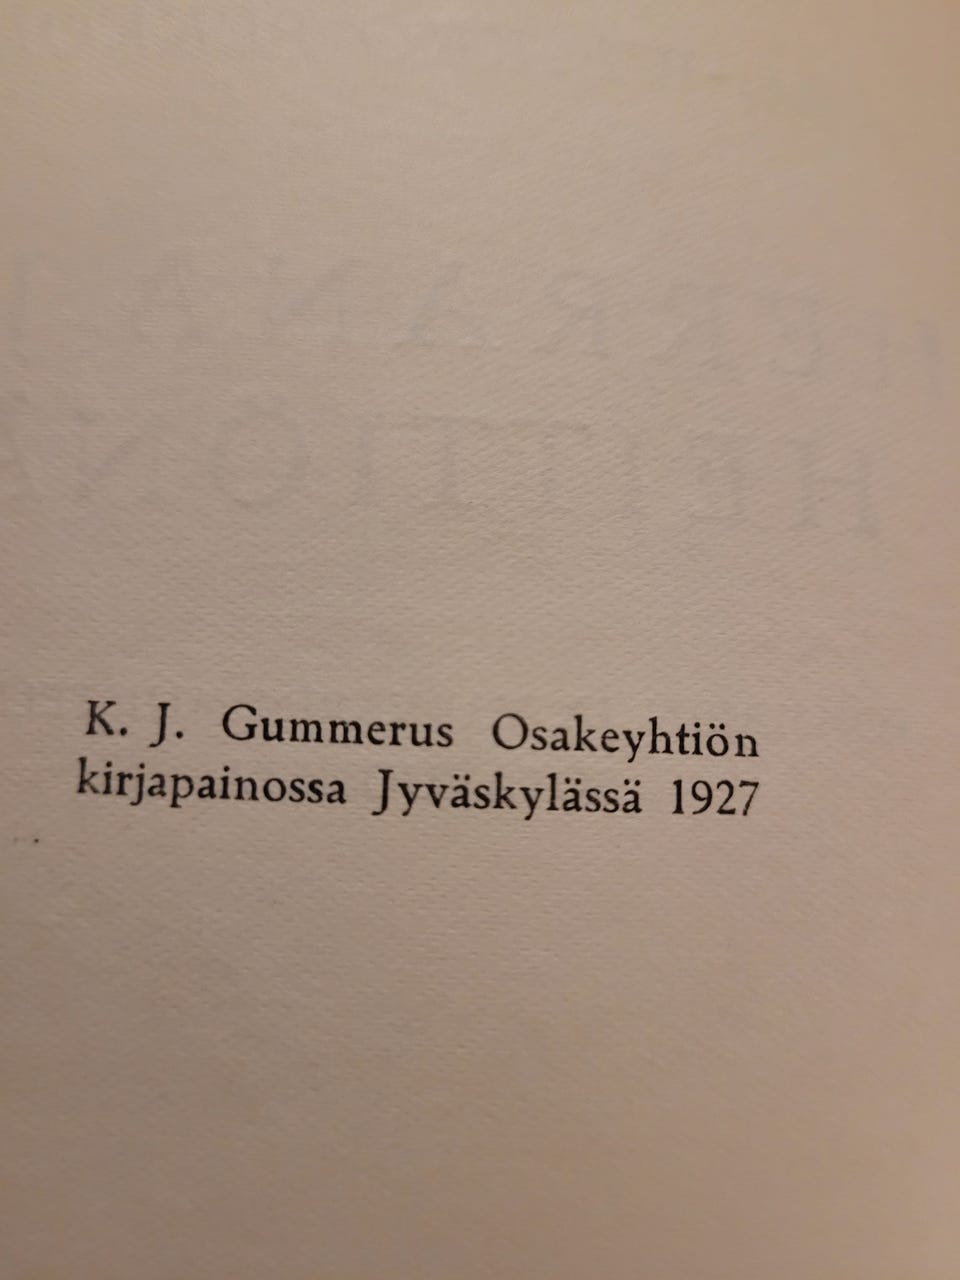 K. J. Gummerus Osakeyhtiön
kirjapainossa Jyväskylässä 1927